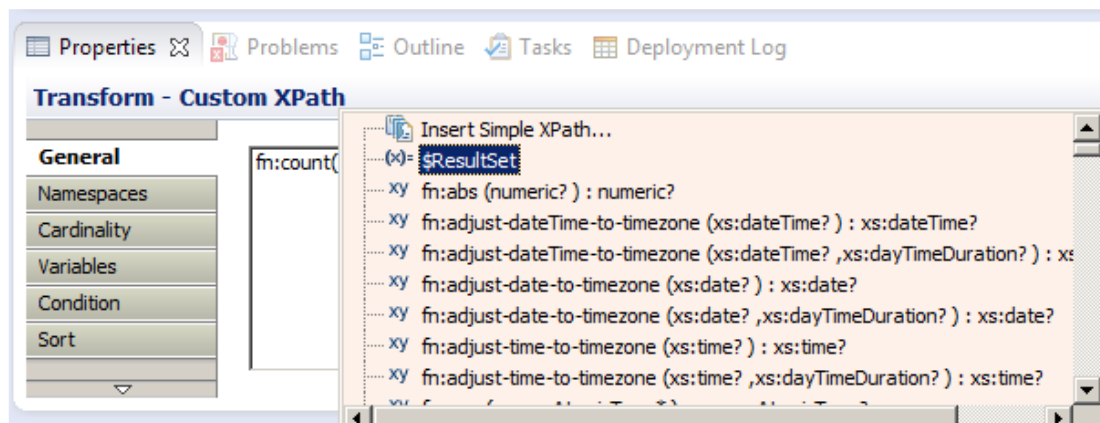 Properties Problems Outline Tasks Deployment Log
Transform - Custom XPath
Insert Simple XPath...
General
fn:count(
$ResultSet
Namespaces
fn:abs (numeric? ) : numeric?
Cardinality
fn:adjust-dateTime-to-timezone (xs:dateTime? ) : xs:dateTime?
Variables
fn:adjust-dateTime-to-timezone (xs:dateTime? ,xs:dayTimeDuration? ) : xs
Condition
fn:adjust-date-to-timezone (xs:date? ) : xs:date?
Sort
fn:adjust-date-to-timezone (xs:date? ,xs:dayTimeDuration? ) : xs:date?
fn:adjust-time-to-timezone (xs:time? ) : xs:time?
fn:adjust-time-to-timezone (xs:time? ,xs:dayTimeDuration? ) : xs:time?